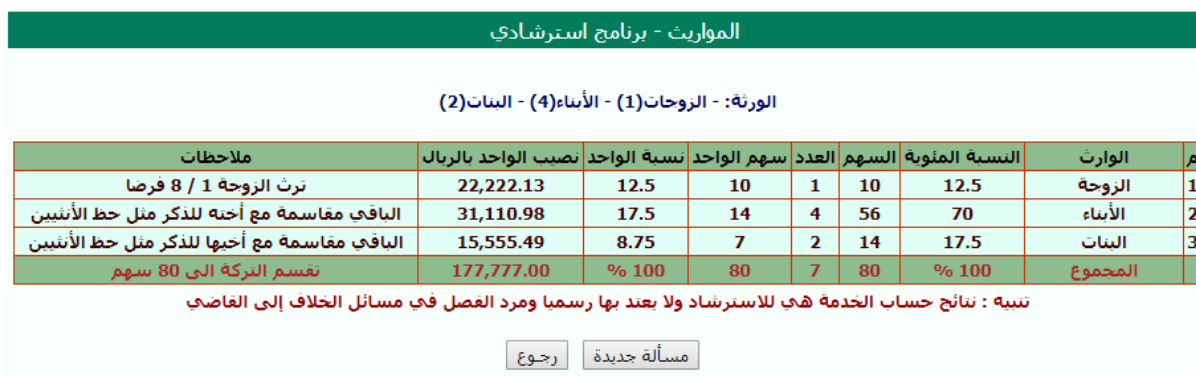 المواريث - برنامج استرشادي
الورثة: - الزوجات(1) - الأبناء(4) - البنات(2)
م الوارث النسبة المئوية السهم العدد سهم الواحد نسبة الواحد نصيب الواحد بالريال ملاحظات
1 الزوجة 12.5 10 1 10 12.5 22,222.13 ترث الزوجة 1 / 8 فرضا
2 الأبناء 70 56 4 14 17.5 31,110.98 الباقي مقاسمة مع أخته للذكر مثل حظ الأنثيين
3 البنات 17.5 14 2 7 8.75 15,555.49 الباقي مقاسمة مع أخيها للذكر مثل حظ الأنثيين
المجموع 100 % 80 7 80 100 % 177,777.00 تقسم التركة الى 80 سهم
تنبيه : نتائج حساب الخدمة هي للاسترشاد ولا يعتد بها رسميا ومرد الفصل في مسائل الخلاف إلى القاضي
مسألة جديدة رجوع